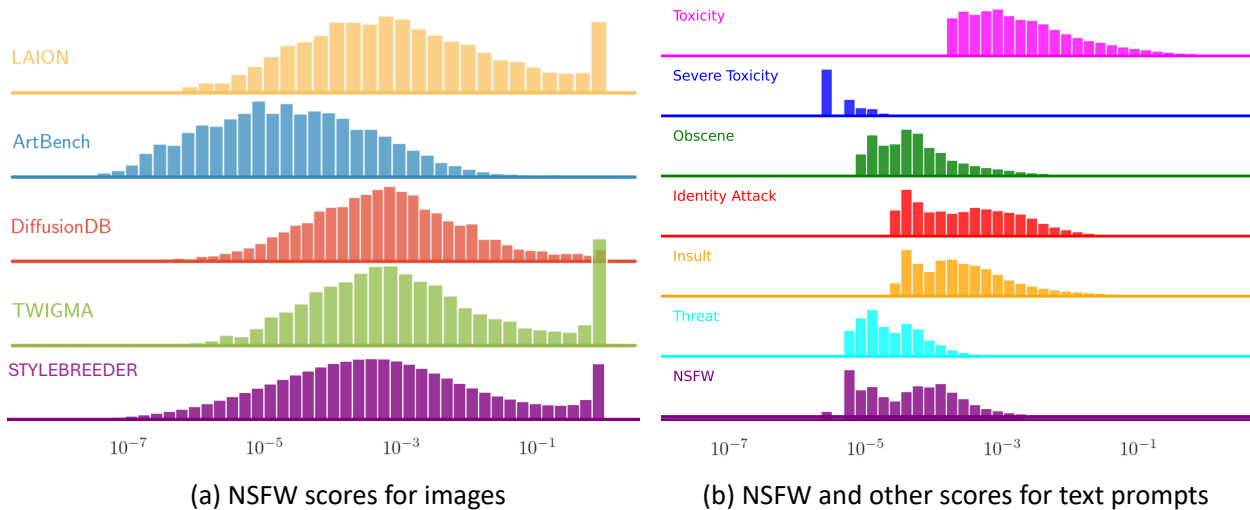 LAION
ArtBench
DiffusionDB
TWIGMA
STYLEBREEDER
10^-7 10^-5 10^-3 10^-1
(a) NSFW scores for images
Toxicity
Severe Toxicity
Obscene
Identity Attack
Insult
Threat
NSFW
10^-7 10^-5 10^-3 10^-1
(b) NSFW and other scores for text prompts